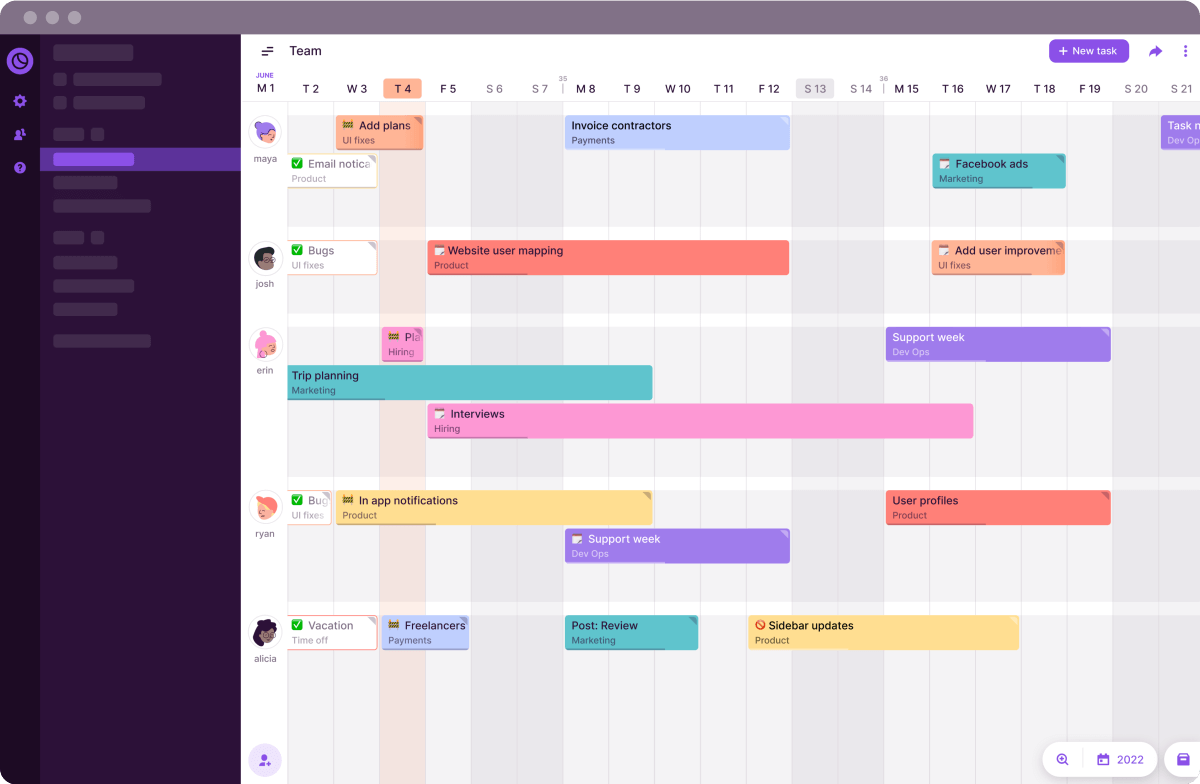 Team
+ New task
JUNE
35
36
M 1 T 2 W 3 T 4 F 5 S 6 S 7 M 8 T 9 W 10 T 11 F 12 S 13 S 14 M 15 T 16 W 17 T 18 F 19 S 20 S 21
maya
Add plans
UI fixes
Invoice contractors
Payments
Task n
Dev Op
Email notica
Product
Facebook ads
Marketing
josh
Bugs
UI fixes
Website user mapping
Product
Add user improveme
UI fixes
erin
Pla
Hiring
Support week
Dev Ops
Trip planning
Marketing
Interviews
Hiring
ryan
Bug
UI fixes
In app notifications
Product
User profiles
Product
Support week
Dev Ops
alicia
Vacation
Time off
Freelancers
Payments
Post: Review
Marketing
Sidebar updates
Product
2022